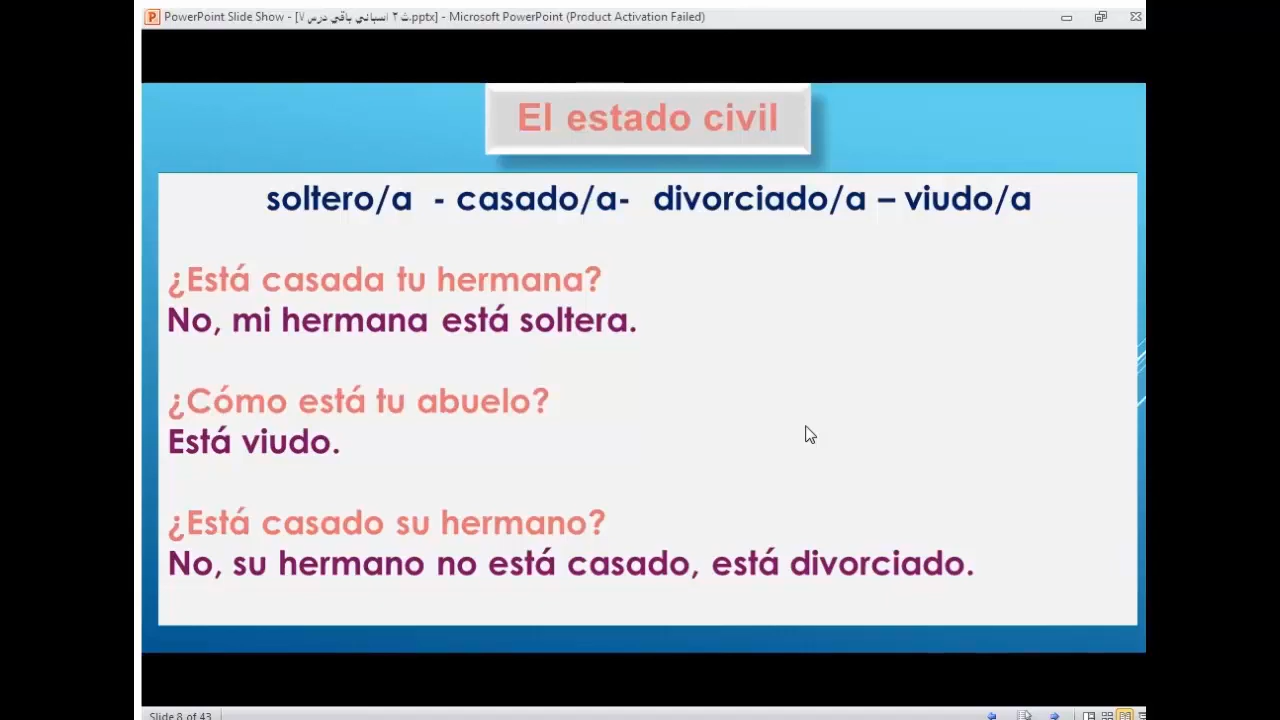 PowerPoint Slide Show - [ث ٢ اسباني باقي درس ٧.pptx] - Microsoft PowerPoint (Product Activation Failed)
El estado civil
soltero/a - casado/a- divorciado/a – viudo/a
¿Está casada tu hermana?
No, mi hermana está soltera.
¿Cómo está tu abuelo?
Está viudo.
¿Está casado su hermano?
No, su hermano no está casado, está divorciado.
Slide 8 of 43